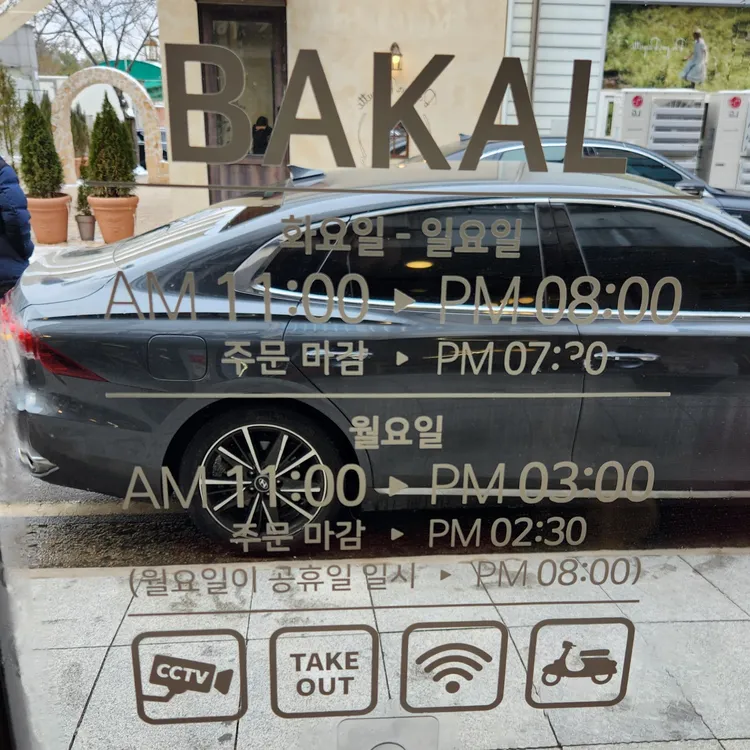 BAKAL
화요일 - 일요일
AM 11:00 ▶ PM 08:00
주문 마감 ▶ PM 07:30
월요일
AM 11:00 ▶ PM 03:00
주문 마감 ▶ PM 02:30
(월요일이 공휴일 일시 ▶ PM 08:00)
CCTV
TAKE
OUT